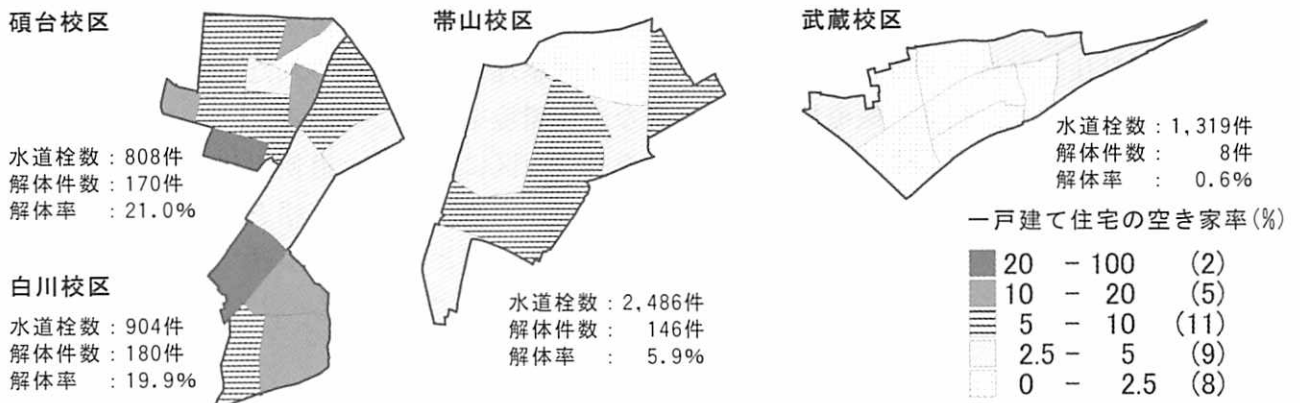 碩台校区
水道栓数：808件
解体件数：170件
解体率　：21.0%
白川校区
水道栓数：904件
解体件数：180件
解体率　：19.9%
帯山校区
水道栓数：2,486件
解体件数：　146件
解体率　：　5.9%
武蔵校区
水道栓数：1,319件
解体件数：　　8件
解体率　：　0.6%
一戸建て住宅の空き家率(%)
20 - 100 (2)
10 - 20 (5)
5 - 10 (11)
2.5 - 5 (9)
0 - 2.5 (8)